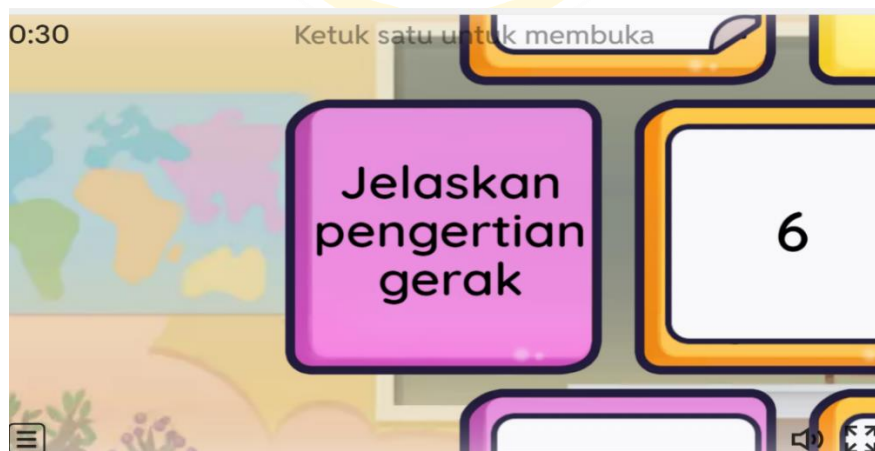 0:30
Ketuk satu untuk membuka
Jelaskan
pengertian
gerak
6